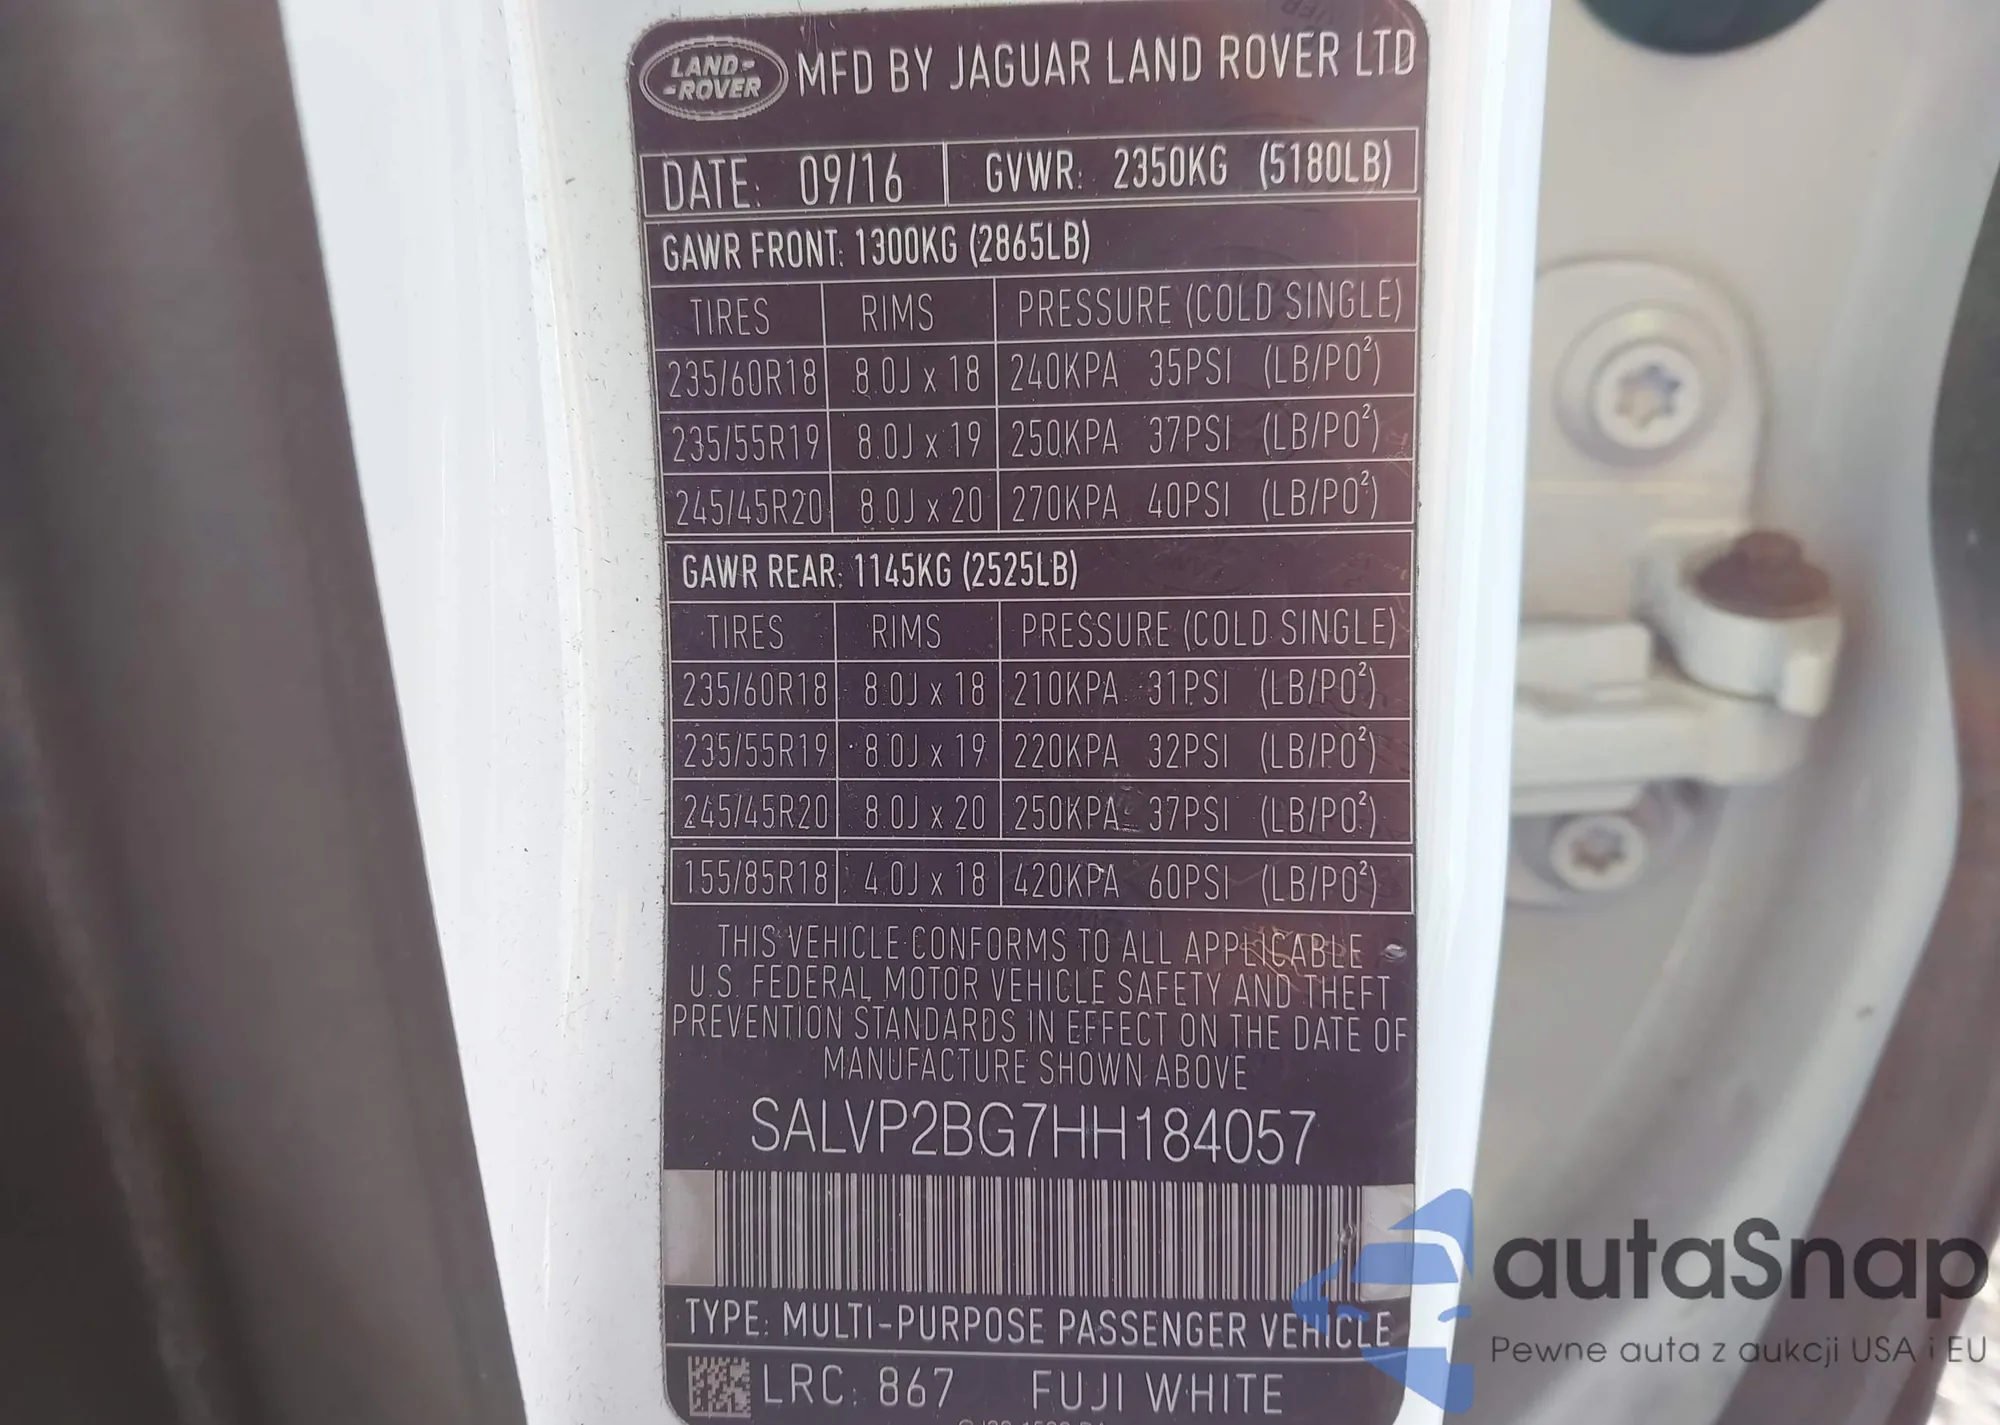 LAND-
-ROVER
MFD BY JAGUAR LAND ROVER LTD
DATE: 09/16 GVWR: 2350KG (5180LB)
GAWR FRONT: 1300KG (2865LB)
TIRES RIMS PRESSURE (COLD SINGLE)
235/60R18 8.0J x 18 240KPA 35PSI (LB/PO²)
235/55R19 8.0J x 19 250KPA 37PSI (LB/PO²)
245/45R20 8.0J x 20 270KPA 40PSI (LB/PO²)
GAWR REAR: 1145KG (2525LB)
TIRES RIMS PRESSURE (COLD SINGLE)
235/60R18 8.0J x 18 210KPA 31PSI (LB/PO²)
235/55R19 8.0J x 19 220KPA 32PSI (LB/PO²)
245/45R20 8.0J x 20 250KPA 37PSI (LB/PO²)
155/85R18 4.0J x 18 420KPA 60PSI (LB/PO²)
THIS VEHICLE CONFORMS TO ALL APPLICABLE
U.S. FEDERAL MOTOR VEHICLE SAFETY AND THEFT
PREVENTION STANDARDS IN EFFECT ON THE DATE OF
MANUFACTURE SHOWN ABOVE
SALVP2BG7HH184057
TYPE: MULTI-PURPOSE PASSENGER VEHICLE
LRC: 867 FUJI WHITE
autaSnap
Pewne auta z aukcji USA i EU